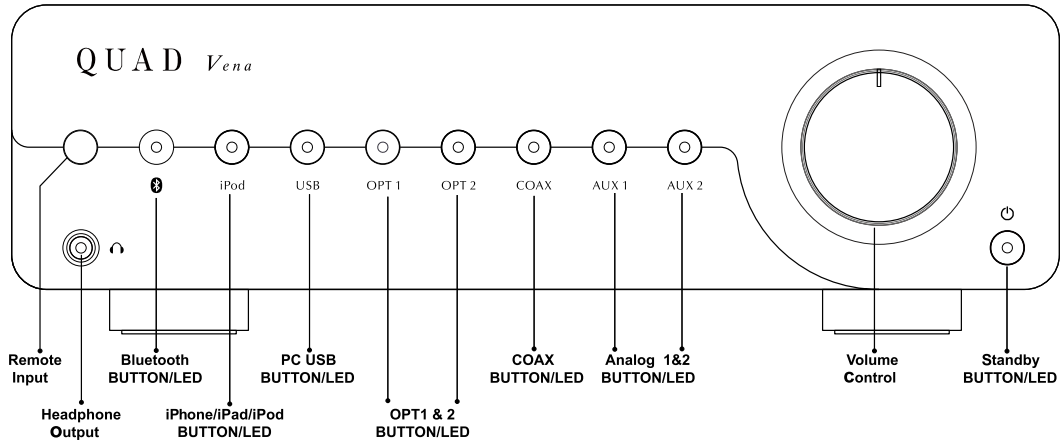 QUAD Vena
iPod USB OPT 1 OPT 2 COAX AUX 1 AUX 2
Remote
Input
Bluetooth
BUTTON/LED
PC USB
BUTTON/LED
COAX
BUTTON/LED
Analog 1&2
BUTTON/LED
Volume
Control
Standby
BUTTON/LED
Headphone
Output
iPhone/iPad/iPod
BUTTON/LED
OPT1 & 2
BUTTON/LED